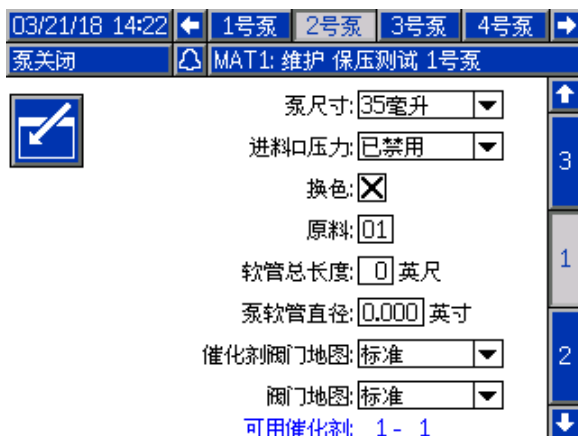 03/21/18 14:22 1号泵 2号泵 3号泵 4号泵
泵关闭 MAT1: 维护 保压测试 1号泵
泵尺寸: 35毫升
进料口压力: 已禁用
3
换色:
原料: 01
软管总长度: 0 英尺
1
泵软管直径: 0.000 英寸
催化剂阀门地图: 标准
2
阀门地图: 标准
可用催化剂: 1 - 1